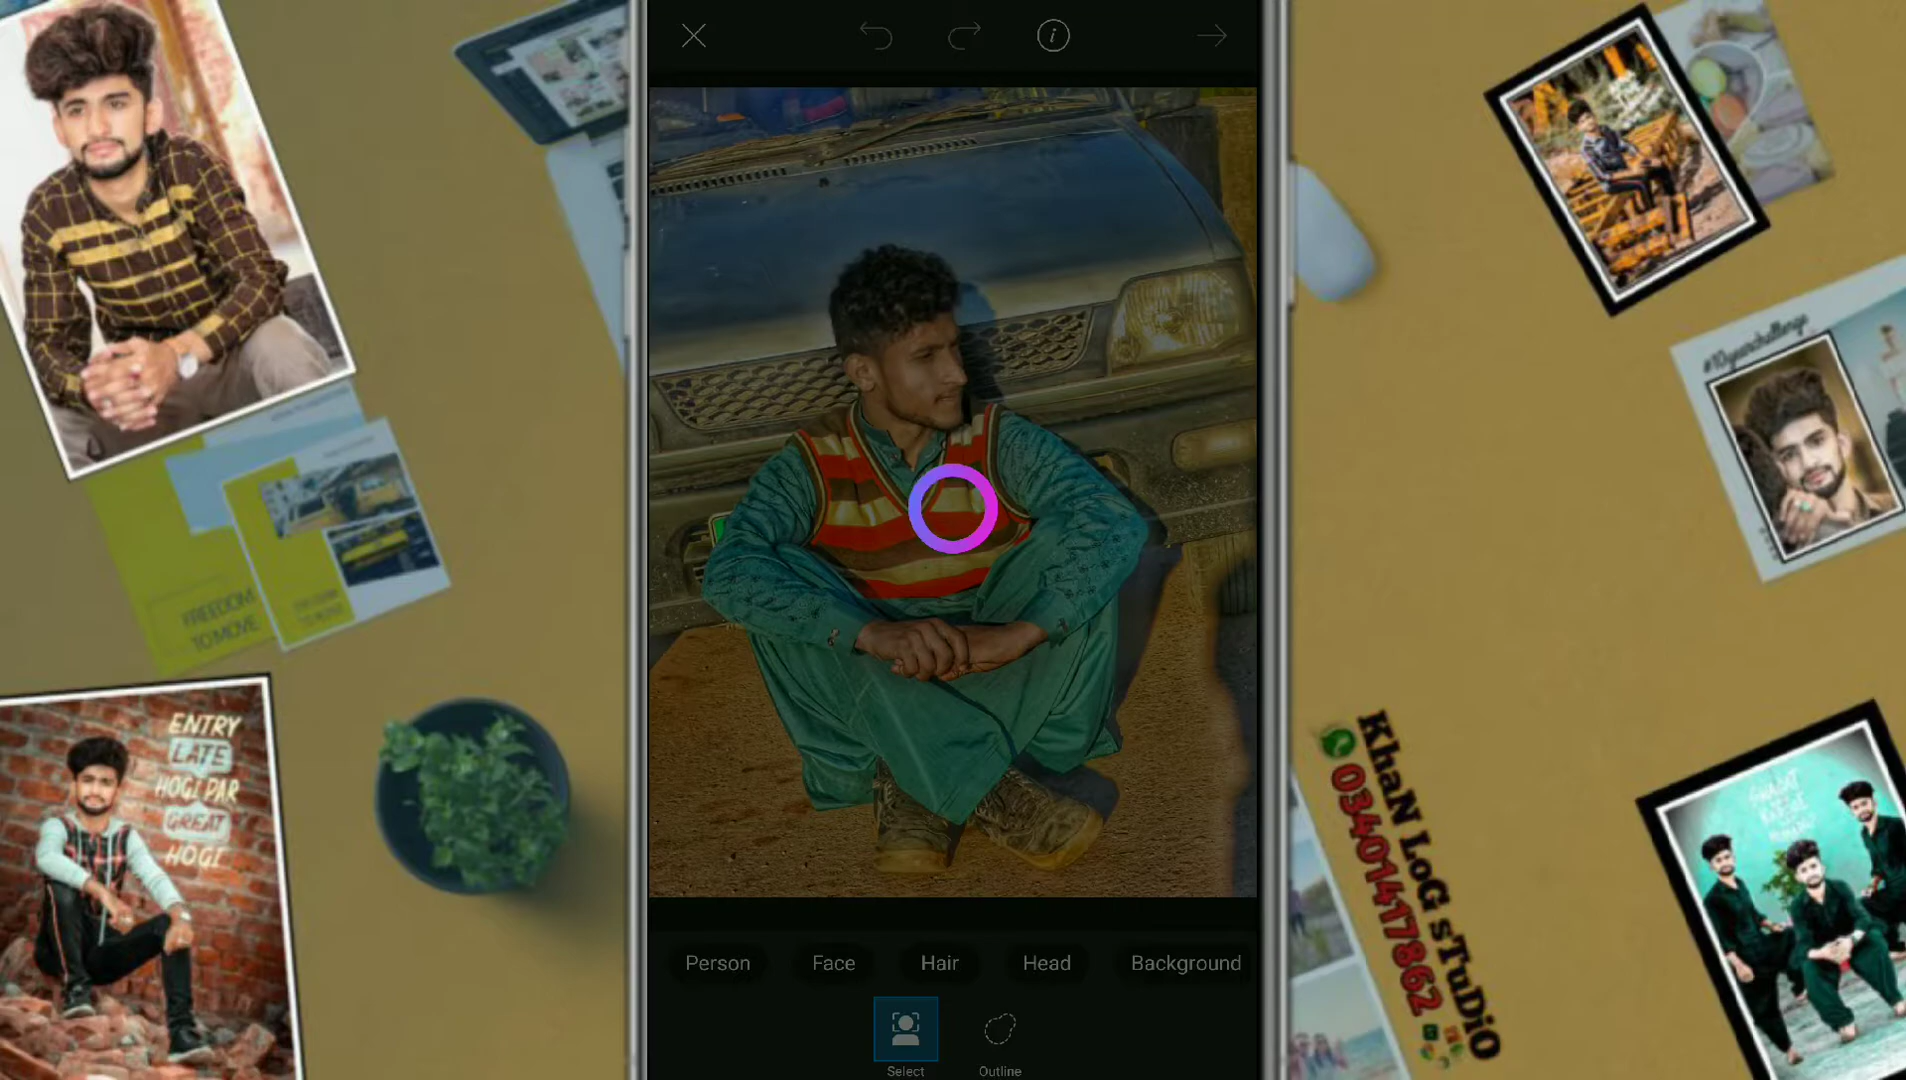 FREEDOM
TO MOVE
ENTRY
LATE
HOGI PAR
GREAT
HOGI
Person
Face
Hair
Head
Background
Select
Outline
#10yearchallenge
KhaN LoG sTuDiO
03401417862